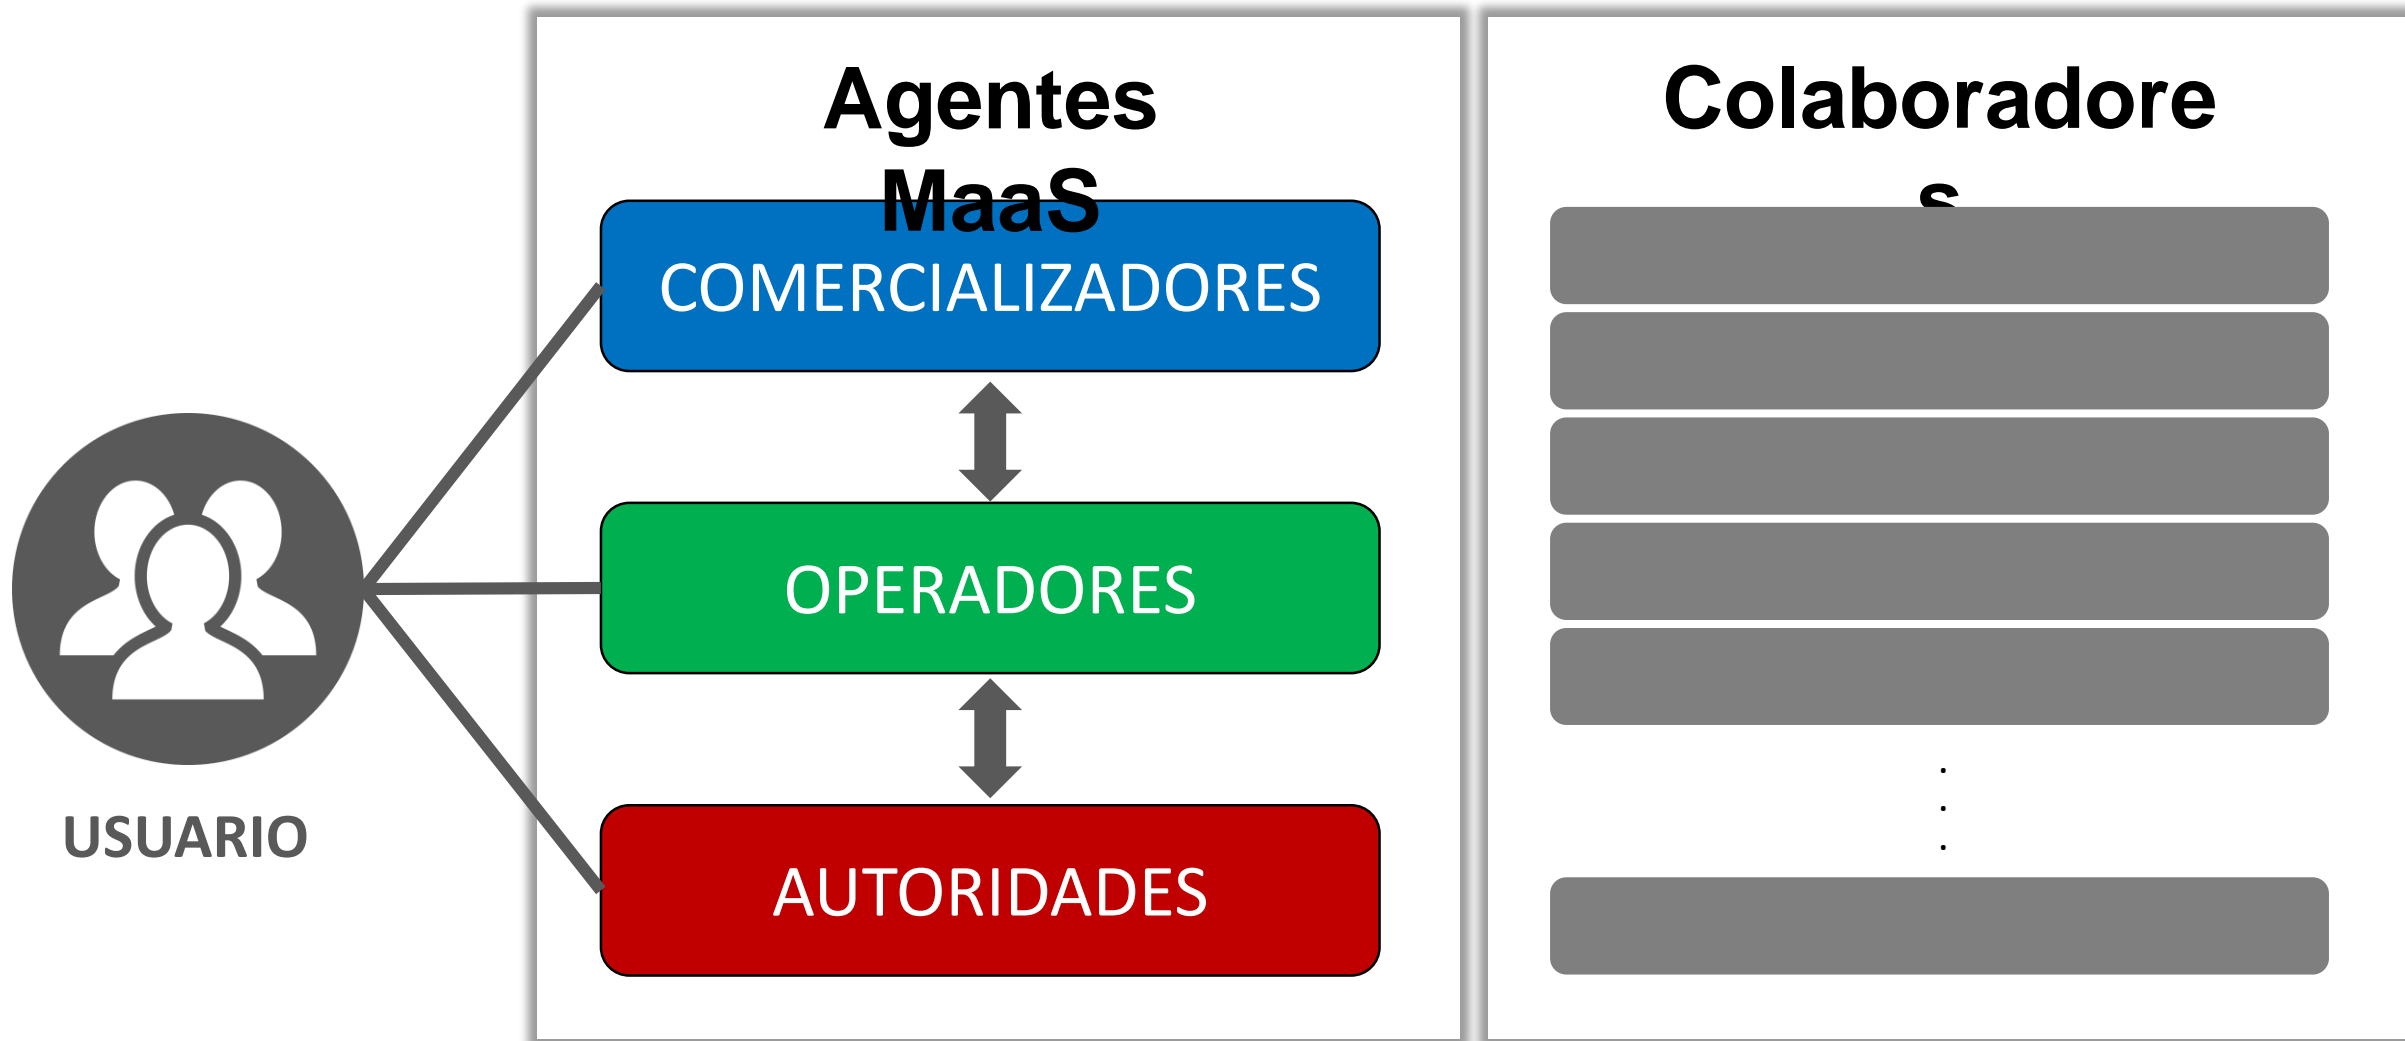 Agentes
MaaS
COMERCIALIZADORES
OPERADORES
AUTORIDADES
USUARIO
Colaboradore
s
.
.
.